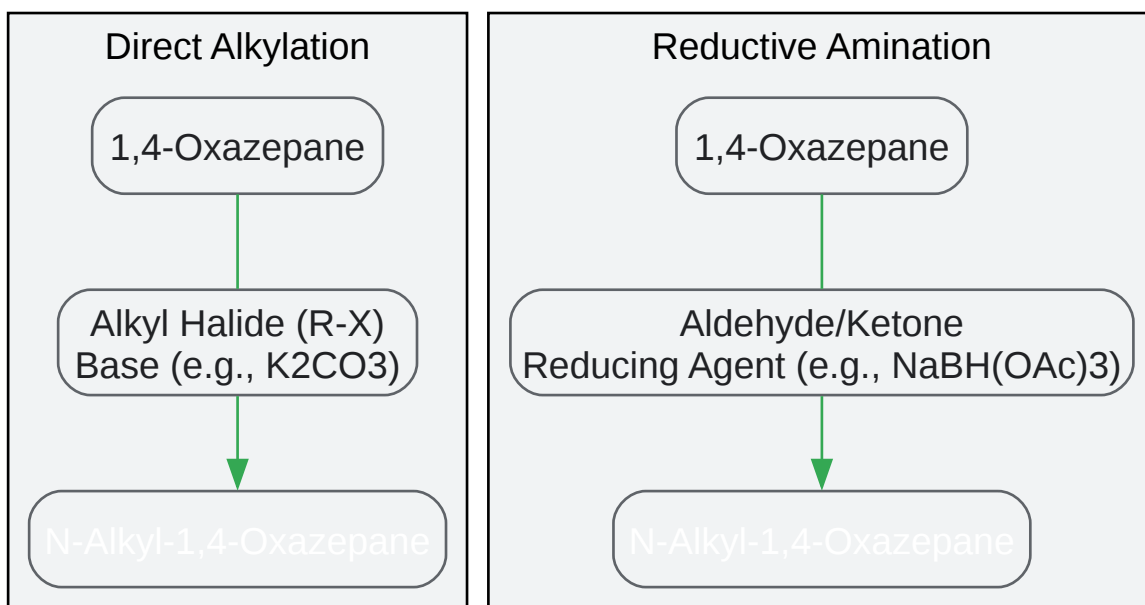 Direct Alkylation
1,4-Oxazepane
Alkyl Halide (R-X)
Base (e.g., K2CO3)
N-Alkyl-1,4-Oxazepane
Reductive Amination
1,4-Oxazepane
Aldehyde/Ketone
Reducing Agent (e.g., NaBH(OAc)3)
N-Alkyl-1,4-Oxazepane